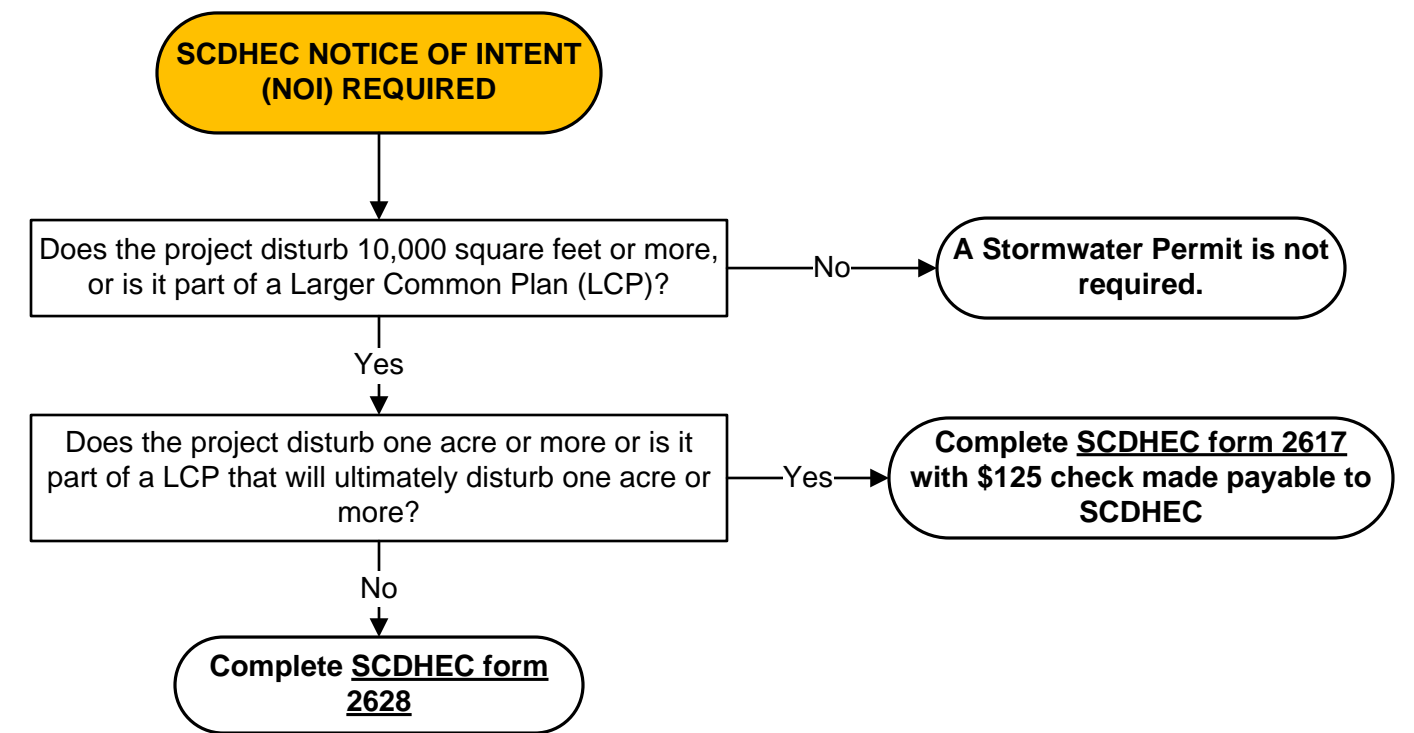 SCDHEC NOTICE OF INTENT
(NOI) REQUIRED
Does the project disturb 10,000 square feet or more,
or is it part of a Larger Common Plan (LCP)?
No
A Stormwater Permit is not
required.
Yes
Does the project disturb one acre or more or is it
part of a LCP that will ultimately disturb one acre or
more?
Yes
Complete SCDHEC form 2617
with $125 check made payable to
SCDHEC
No
Complete SCDHEC form
2628